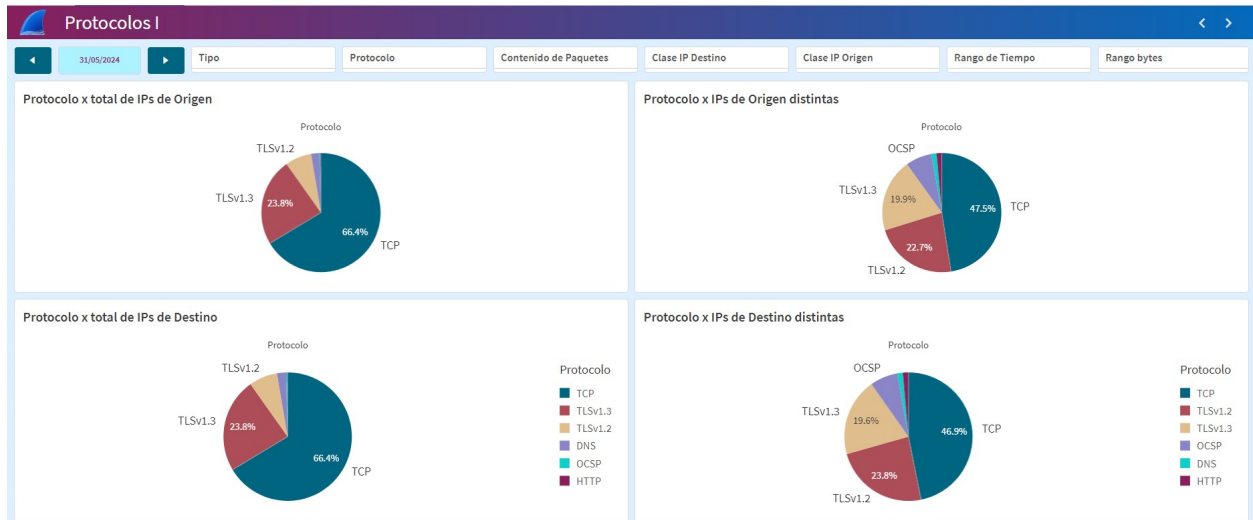 Protocolos I
31/05/2024
Tipo
Protocolo
Contenido de Paquetes
Clase IP Destino
Clase IP Origen
Rango de Tiempo
Rango bytes
Protocolo x total de IPs de Origen
Protocolo
TLSv1.2
TLSv1.3
23.8%
66.4%
TCP
Protocolo x IPs de Origen distintas
Protocolo
OCSP
TLSv1.3
19.9%
47.5%
TCP
22.7%
TLSv1.2
Protocolo x total de IPs de Destino
Protocolo
TLSv1.2
TLSv1.3
23.8%
66.4%
TCP
Protocolo
TCP
TLSv1.3
TLSv1.2
DNS
OCSP
HTTP
Protocolo x IPs de Destino distintas
Protocolo
OCSP
TLSv1.3
19.6%
46.9%
TCP
23.8%
TLSv1.2
Protocolo
TCP
TLSv1.2
TLSv1.3
OCSP
DNS
HTTP